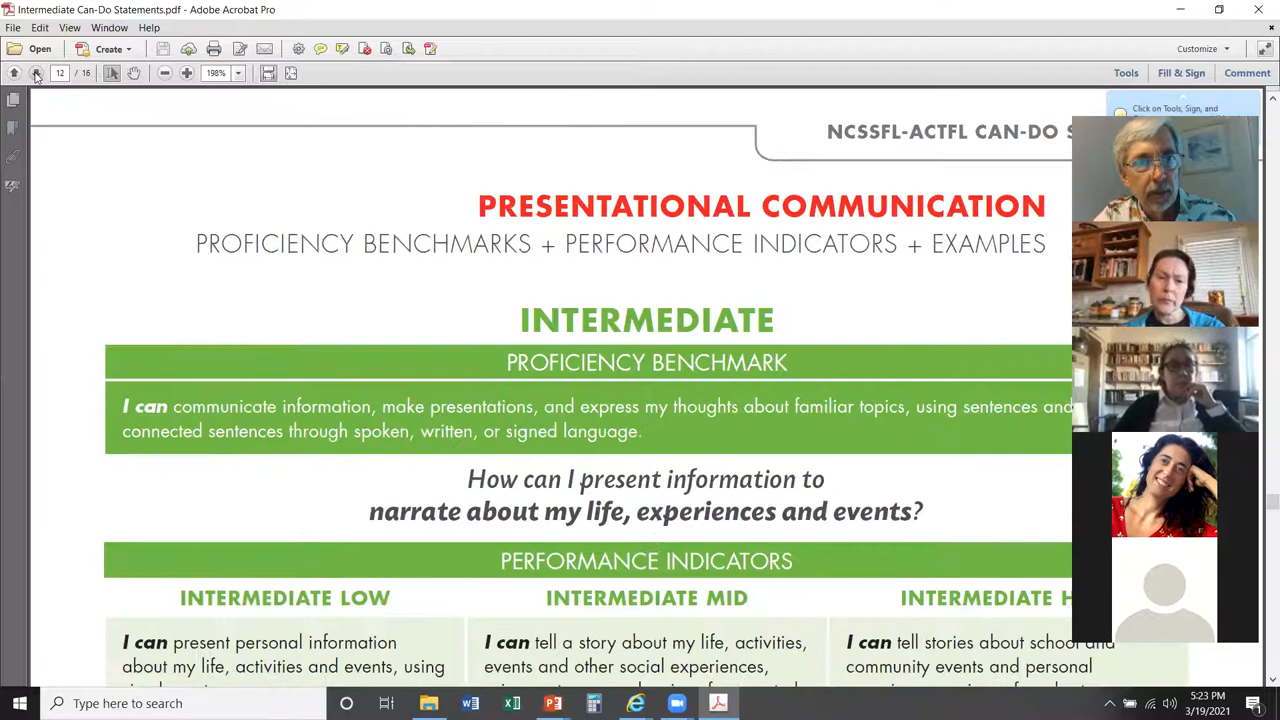 Intermediate Can-Do Statements.pdf - Adobe Acrobat Pro
File Edit View Window Help
Open Create Customize
12 / 16 198% Tools Fill & Sign Comment
Click on Tools, Sign, and
NCSSFL-ACTFL CAN-DO S
PRESENTATIONAL COMMUNICATION
PROFICIENCY BENCHMARKS + PERFORMANCE INDICATORS + EXAMPLES
INTERMEDIATE
PROFICIENCY BENCHMARK
I can communicate information, make presentations, and express my thoughts about familiar topics, using sentences and
connected sentences through spoken, written, or signed language.
How can I present information to
narrate about my life, experiences and events?
PERFORMANCE INDICATORS
INTERMEDIATE LOW INTERMEDIATE MID INTERMEDIATE H
I can present personal information
about my life, activities and events, using
I can tell a story about my life, activities,
events and other social experiences,
I can tell stories about school and
community events and personal
Type here to search
5:23 PM
3/19/2021